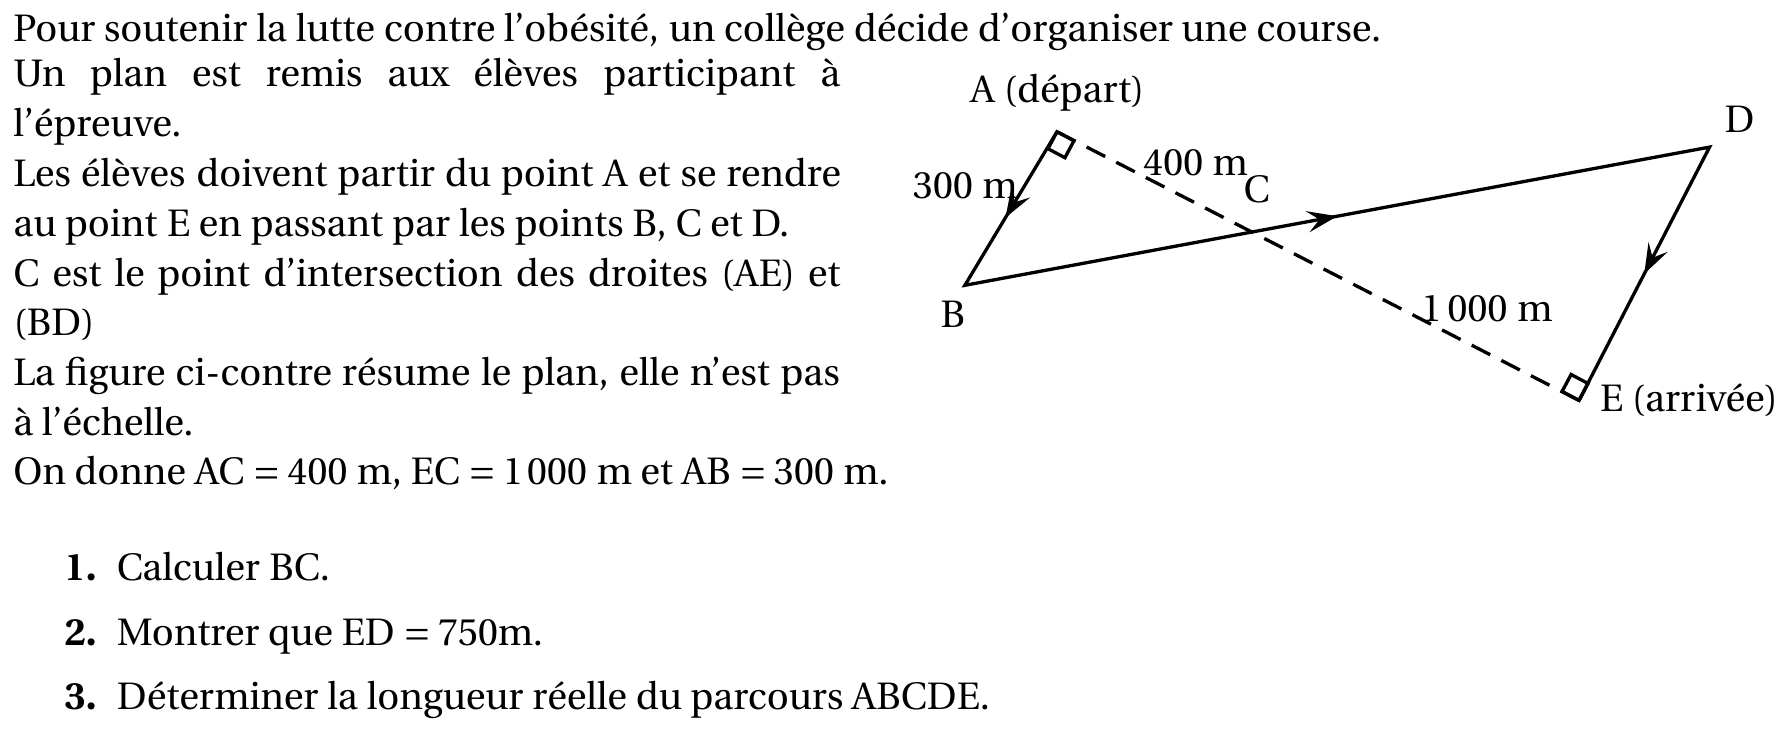 Pour soutenir la lutte contre l'obésité, un collège décide d'organiser une course.
Un plan est remis aux élèves participant à
l'épreuve.
Les élèves doivent partir du point A et se rendre
au point E en passant par les points B, C et D.
C est le point d'intersection des droites (AE) et
(BD)
La figure ci-contre résume le plan, elle n'est pas
à l'échelle.
On donne AC = 400 m, EC = 1 000 m et AB = 300 m.
A (départ)
D
400 m
C
300 m
B
1 000 m
E (arrivée)
1. Calculer BC.
2. Montrer que ED = 750m.
3. Déterminer la longueur réelle du parcours ABCDE.